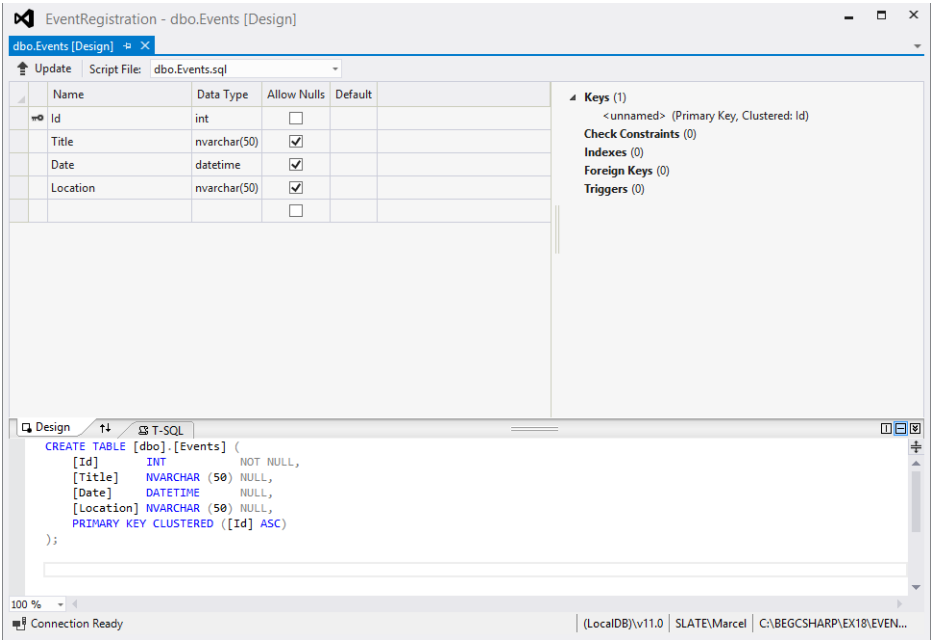 EventRegistration - dbo.Events [Design]
dbo.Events [Design]
Update Script File: dbo.Events.sql
Name Data Type Allow Nulls Default
Id int
Title nvarchar(50)
Date datetime
Location nvarchar(50)
Keys (1)
<unnamed> (Primary Key, Clustered: Id)
Check Constraints (0)
Indexes (0)
Foreign Keys (0)
Triggers (0)
Design T-SQL
CREATE TABLE [dbo].[Events] (
[Id] INT NOT NULL,
[Title] NVARCHAR (50) NULL,
[Date] DATETIME NULL,
[Location] NVARCHAR (50) NULL,
PRIMARY KEY CLUSTERED ([Id] ASC)
);
100 %
Connection Ready (LocalDB)\v11.0 SLATE\Marcel C:\BEGCSHARP\EX18\EVEN...